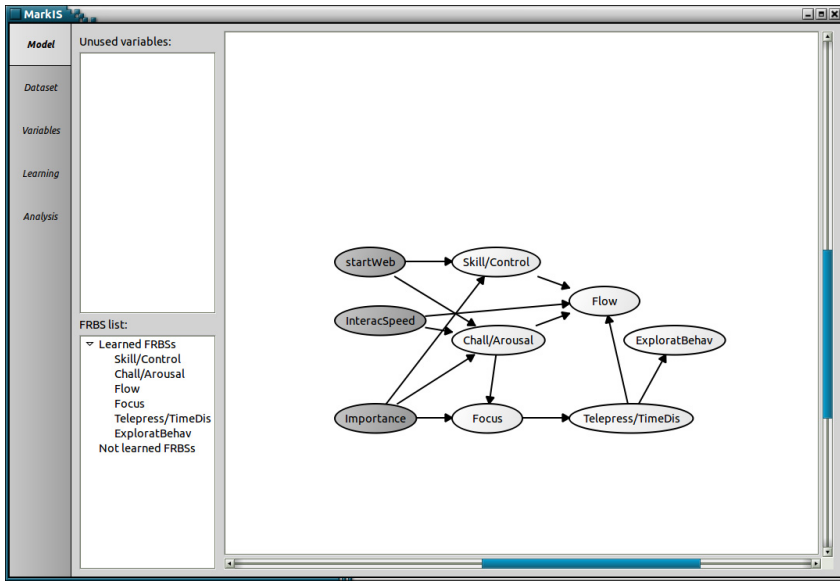 MarkIS
Model
Dataset
Variables
Learning
Analysis
Unused variables:
FRBS list:
Learned FRBSs
Skill/Control
Chall/Arousal
Flow
Focus
Telepress/TimeDis
ExploratBehav
Not learned FRBSs
startWeb
Skill/Control
Flow
InteracSpeed
Chall/Arousal
ExploratBehav
Importance
Focus
Telepress/TimeDis